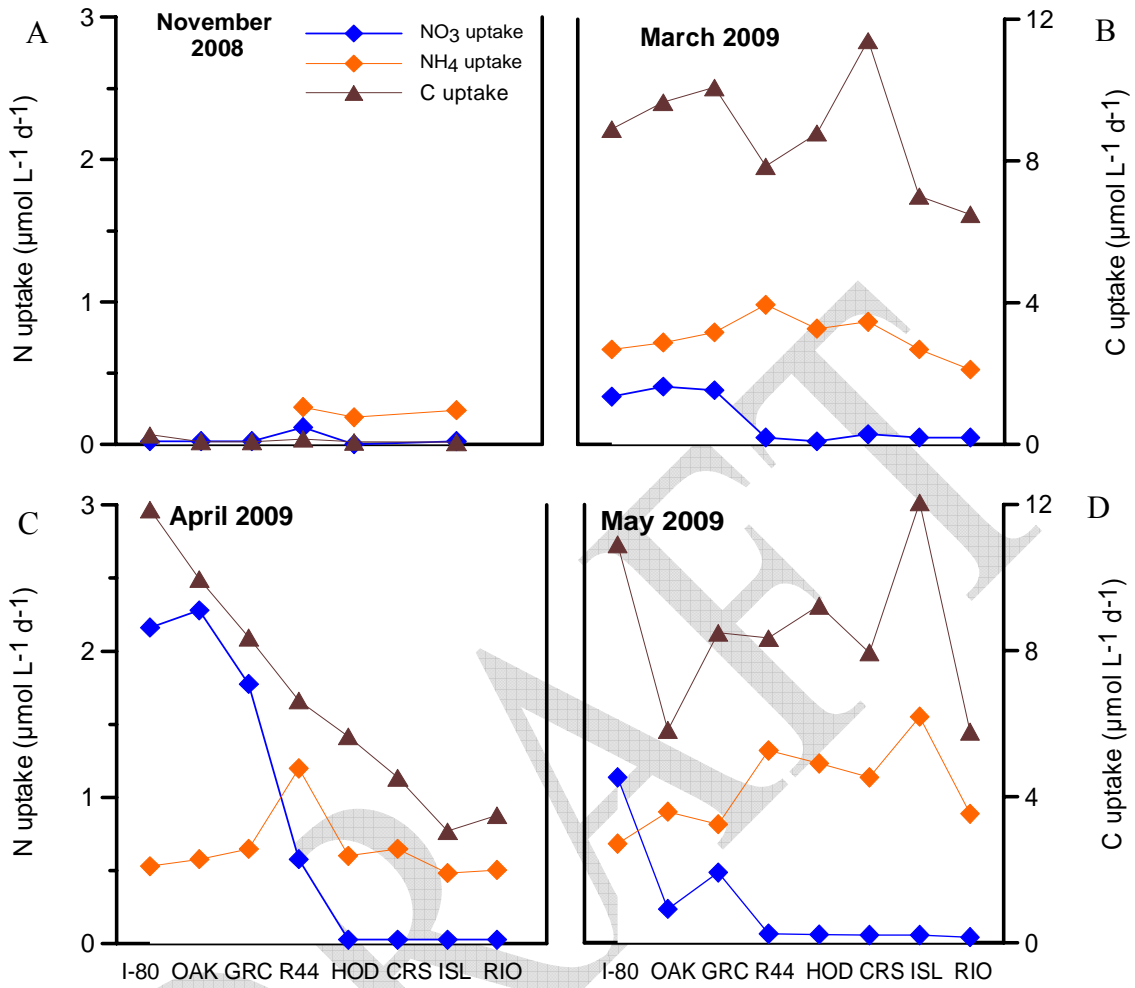 A
November
2008
NO3 uptake
NH4 uptake
C uptake
3
2
1
0
N uptake (µmol L-1 d-1)
March 2009
B
12
8
4
0
C uptake (µmol L-1 d-1)
C
April 2009
3
2
1
0
N uptake (µmol L-1 d-1)
I-80 OAK GRC R44 HOD CRS ISL RIO
May 2009
D
12
8
4
0
C uptake (µmol L-1 d-1)
I-80 OAK GRC R44 HOD CRS ISL RIO
DRAFT